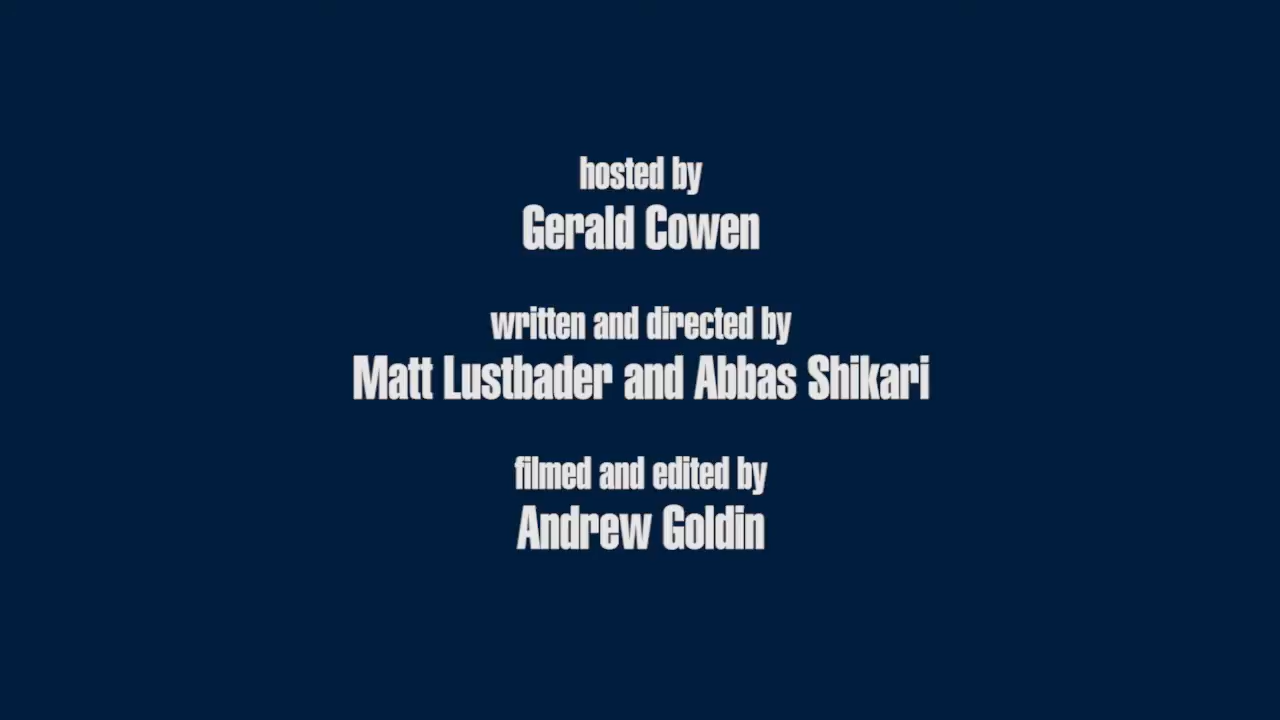 hosted by
Gerald Cowen
written and directed by
Matt Lustbader and Abbas Shikari
filmed and edited by
Andrew Goldin